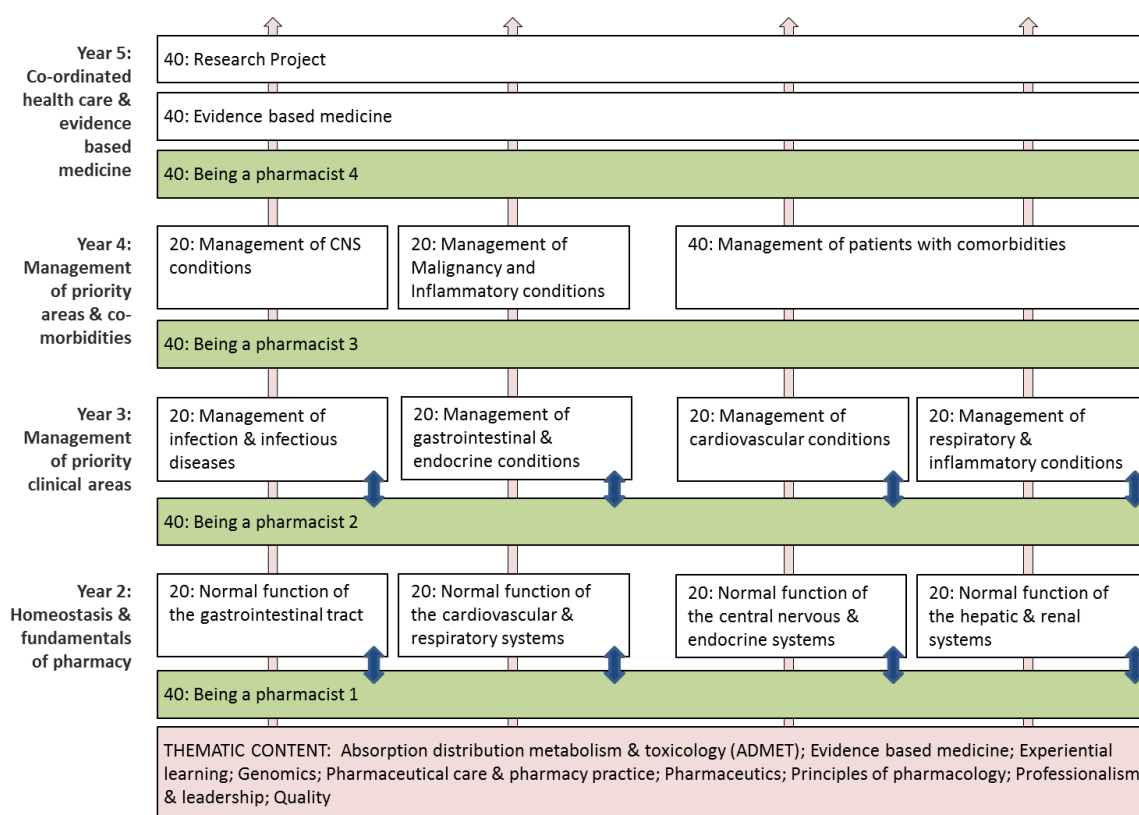 Year 5:
Co-ordinated
health care &
evidence
based
medicine
40: Research Project
40: Evidence based medicine
40: Being a pharmacist 4
Year 4:
Management
of priority
areas & co-
morbidities
20: Management of CNS
conditions
20: Management of
Malignancy and
Inflammatory conditions
40: Management of patients with comorbidities
40: Being a pharmacist 3
Year 3:
Management
of priority
clinical areas
20: Management of
infection & infectious
diseases
20: Management of
gastrointestinal &
endocrine conditions
20: Management of
cardiovascular conditions
20: Management of
respiratory &
inflammatory conditions
40: Being a pharmacist 2
Year 2:
Homeostasis &
fundamentals
of pharmacy
20: Normal function of
the gastrointestinal tract
20: Normal function of
the cardiovascular &
respiratory systems
20: Normal function of
the central nervous &
endocrine systems
20: Normal function of
the hepatic & renal
systems
40: Being a pharmacist 1
THEMATIC CONTENT: Absorption distribution metabolism & toxicology (ADMET); Evidence based medicine; Experiential
learning; Genomics; Pharmaceutical care & pharmacy practice; Pharmaceutics; Principles of pharmacology; Professionalism
& leadership; Quality